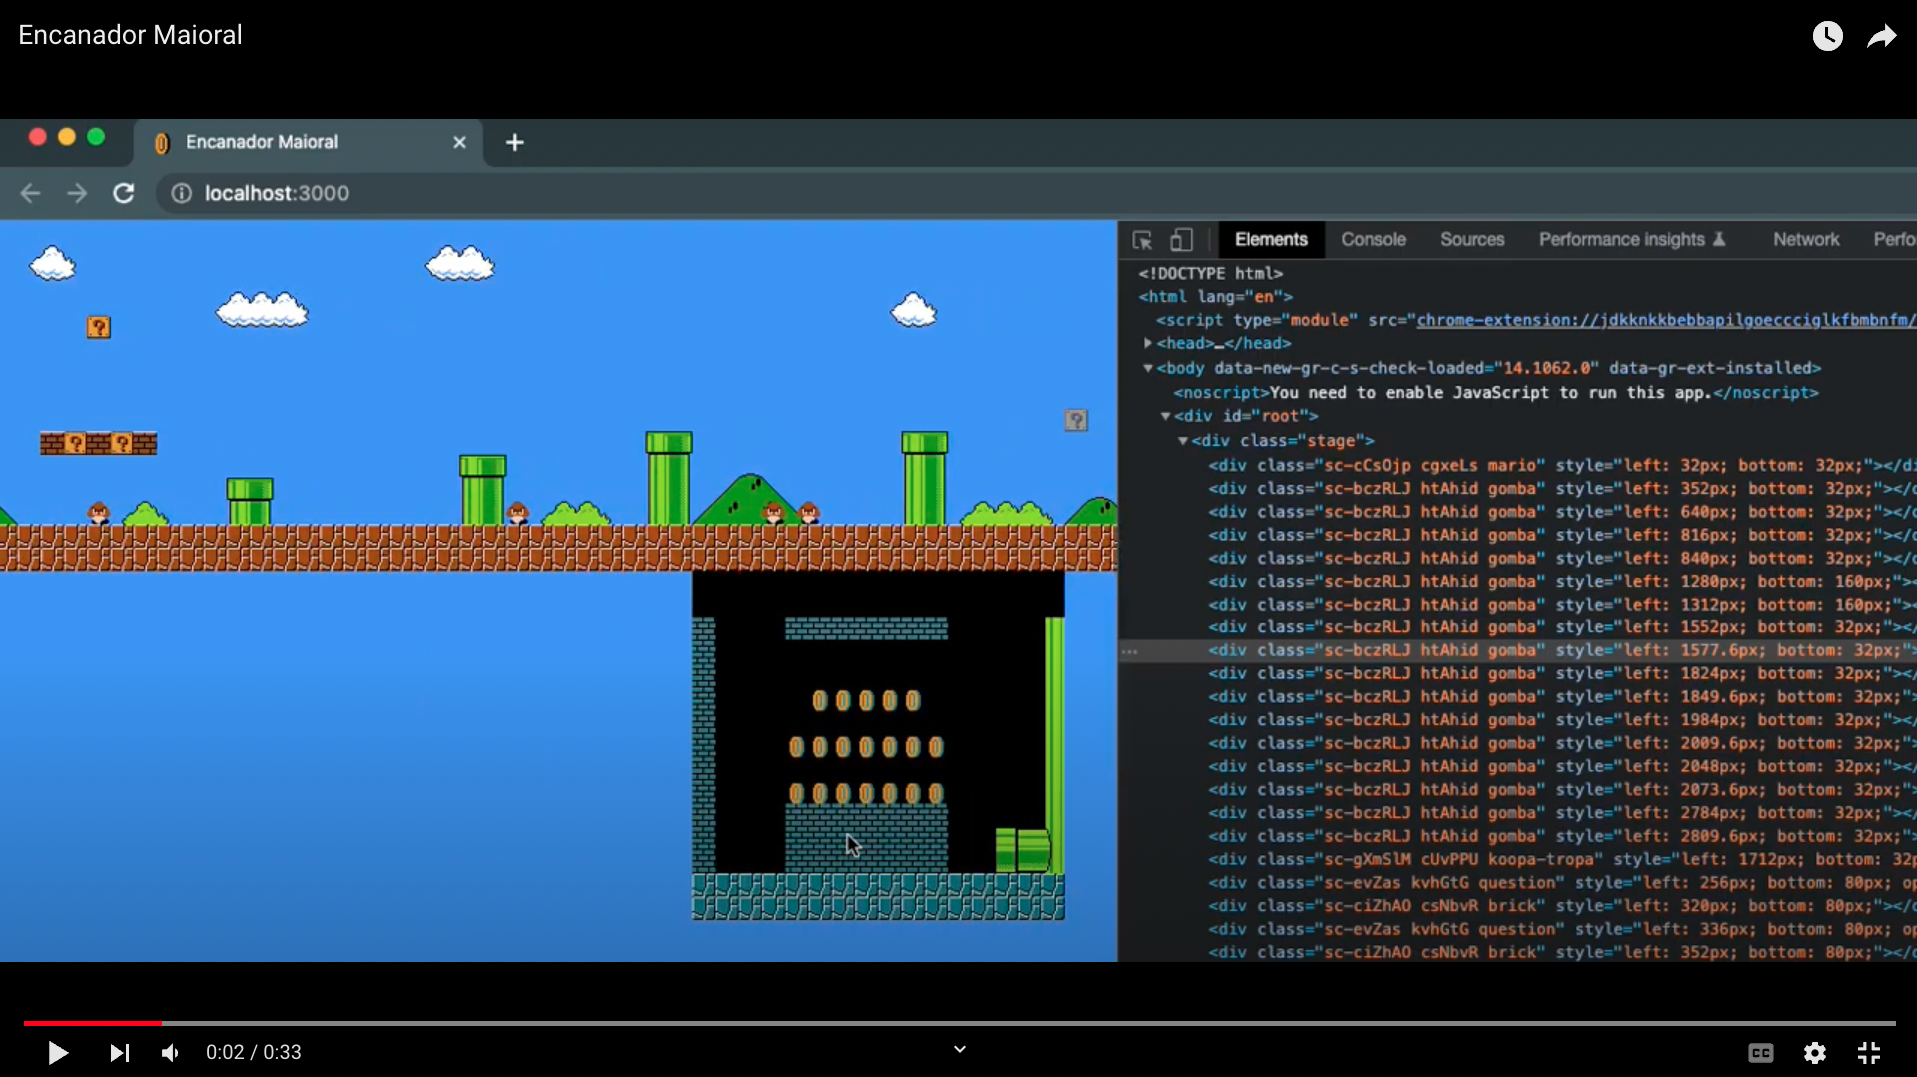 Encanador Maioral
Encanador Maioral
localhost:3000
Elements Console Sources Performance insights Network Perfo
<!DOCTYPE html>
<html lang="en">
<script type="module" src="chrome-extension://jdkknkkbebbapilgoeccciglkfbmbnfm/
<head>…</head>
<body data-new-gr-c-s-check-loaded="14.1062.0" data-gr-ext-installed>
<noscript>You need to enable JavaScript to run this app.</noscript>
<div id="root">
<div class="stage">
<div class="sc-cCsOjp cgxeLs mario" style="left: 32px; bottom: 32px;"></di
<div class="sc-bczRLJ htAhid gomba" style="left: 352px; bottom: 32px;"></d
<div class="sc-bczRLJ htAhid gomba" style="left: 640px; bottom: 32px;"></d
<div class="sc-bczRLJ htAhid gomba" style="left: 816px; bottom: 32px;"></d
<div class="sc-bczRLJ htAhid gomba" style="left: 840px; bottom: 32px;"></d
<div class="sc-bczRLJ htAhid gomba" style="left: 1280px; bottom: 160px;"><
<div class="sc-bczRLJ htAhid gomba" style="left: 1312px; bottom: 160px;"><
<div class="sc-bczRLJ htAhid gomba" style="left: 1552px; bottom: 32px;"></
<div class="sc-bczRLJ htAhid gomba" style="left: 1577.6px; bottom: 32px;">
<div class="sc-bczRLJ htAhid gomba" style="left: 1824px; bottom: 32px;"></
<div class="sc-bczRLJ htAhid gomba" style="left: 1849.6px; bottom: 32px;">
<div class="sc-bczRLJ htAhid gomba" style="left: 1984px; bottom: 32px;"></
<div class="sc-bczRLJ htAhid gomba" style="left: 2009.6px; bottom: 32px;">
<div class="sc-bczRLJ htAhid gomba" style="left: 2048px; bottom: 32px;"></
<div class="sc-bczRLJ htAhid gomba" style="left: 2073.6px; bottom: 32px;">
<div class="sc-bczRLJ htAhid gomba" style="left: 2784px; bottom: 32px;"></
<div class="sc-bczRLJ htAhid gomba" style="left: 2809.6px; bottom: 32px;">
<div class="sc-gXmSlM cUvPPU koopa-tropa" style="left: 1712px; bottom: 32p
<div class="sc-evZas kvhGtG question" style="left: 256px; bottom: 80px; op
<div class="sc-ciZhAO csNbvR brick" style="left: 320px; bottom: 80px;"></d
<div class="sc-evZas kvhGtG question" style="left: 336px; bottom: 80px; op
<div class="sc-ciZhAO csNbvR brick" style="left: 352px; bottom: 80px;"></d
0:02 / 0:33
CC